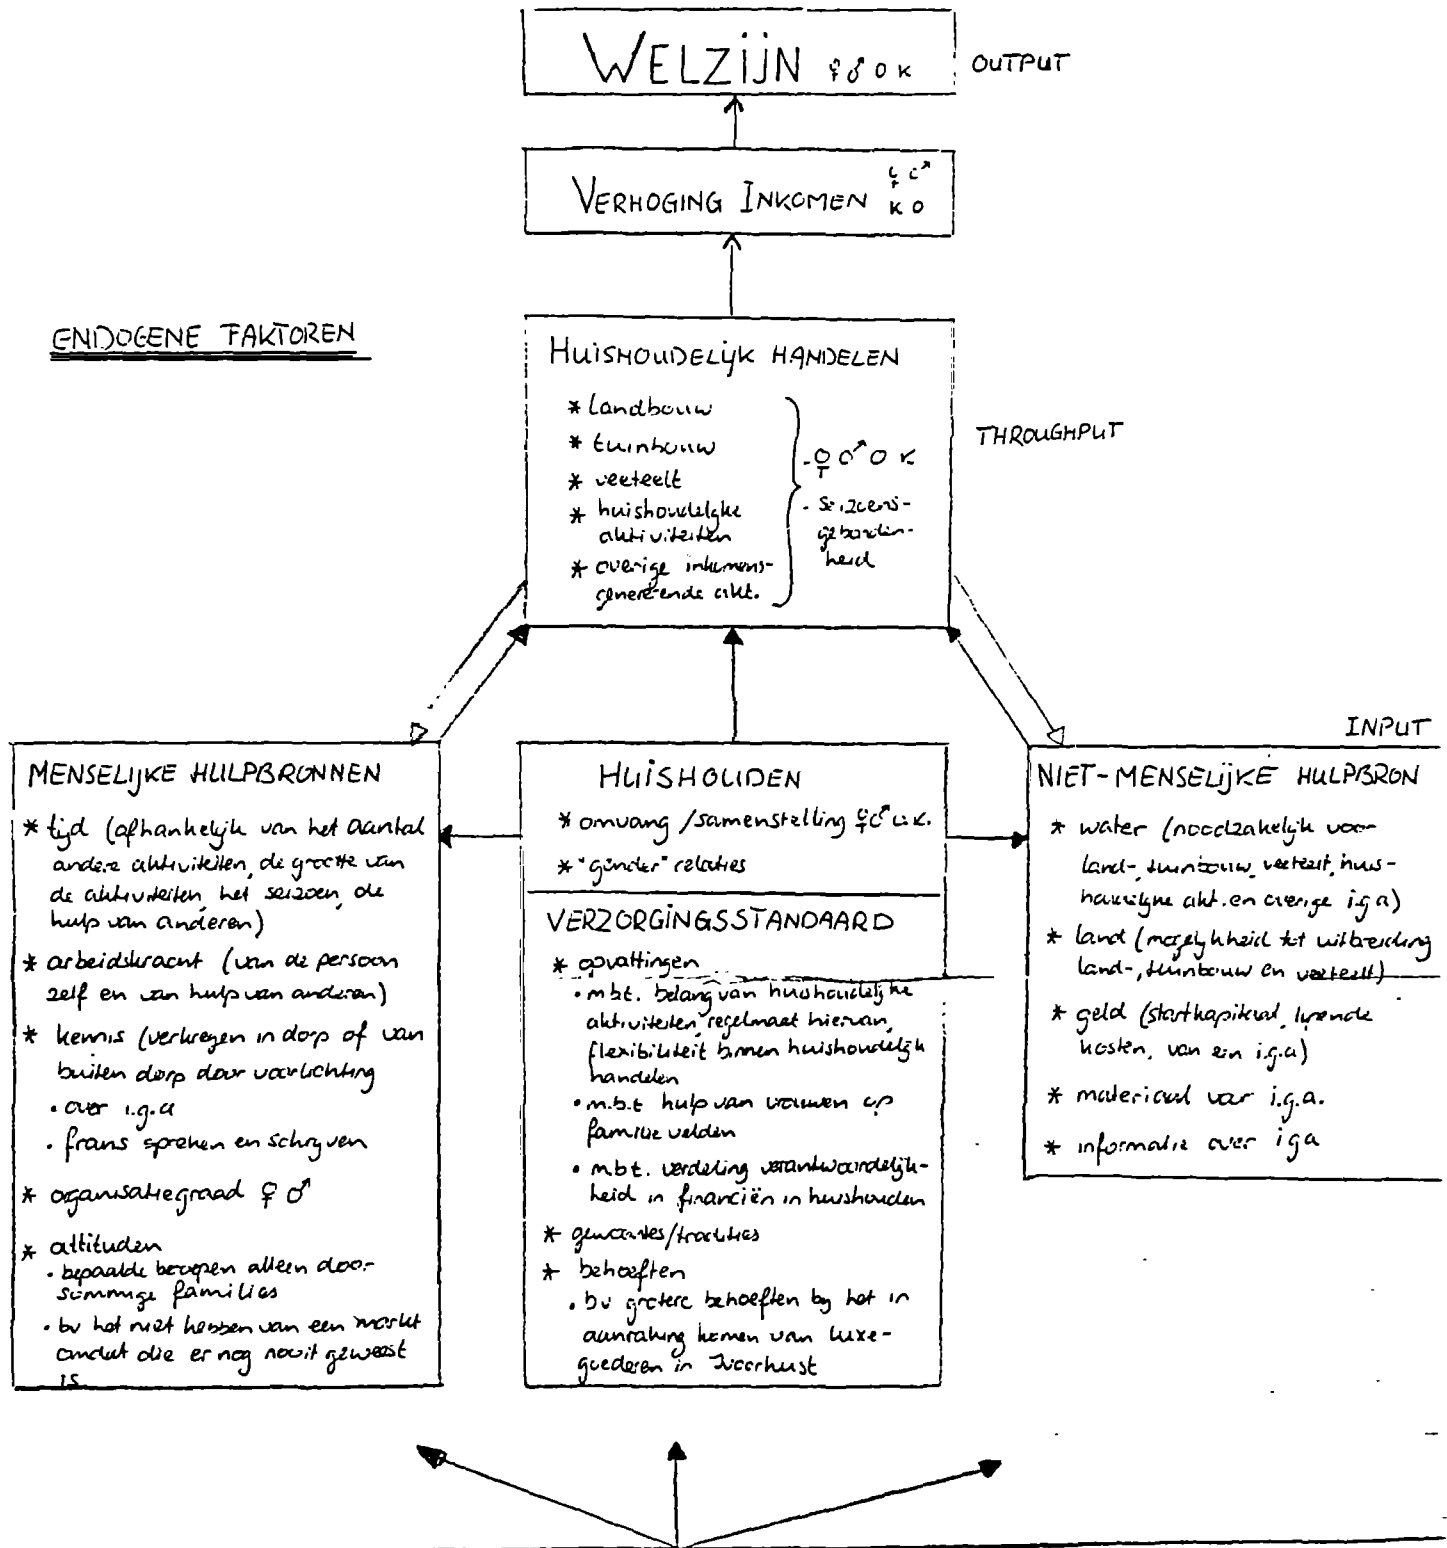 WELZIJN ♀ ♂ O K
OUTPUT
VERHOGING INKOMEN ♀ ♂
K O
ENDOGENE FAKTOREN
HUISHOUDELIJK HANDELEN
* landbouw
* tuinbouw
* veeteelt
* huishoudelijke
aktiviteiten
* overige inkomens-
genererende akt.
- ♀ ♂ O K
- seizoens-
gebonden-
heid
THROUGHPUT
INPUT
MENSELIJKE HULPBRONNEN
* tijd (afhankelijk van het aantal
andere aktiviteiten, de grootte van
de aktiviteiten, het seizoen, de
hulp van anderen)
* arbeidskracht (van de persoon
zelf en van hulp van anderen)
* kennis (verkregen in dorp of van
buiten dorp door voorlichting
• over i.g.a
• frans spreken en schrijven
* organisatiegraad ♀ ♂
* attituden
• bepaalde beroepen alleen door
sommige families
• bv het niet hebben van een markt
omdat die er nog nooit geweest
is.
HUISHOUDEN
* omvang / samenstelling ♀ ♂ O K.
* "gender" relaties
VERZORGINGSSTANDAARD
* opvattingen
• m.b.t. belang van huishoudelijke
aktiviteiten, regelmaat hiervan,
flexibiliteit binnen huishoudelijk
handelen
• m.b.t hulp van vrouwen op
familie velden
• m.b.t. verdeling verantwoordelijk-
heid in financiën in huishouden
* gewoontes/tradities
* behoeften
• bv grotere behoeften bij het in
aanraking komen van luxe-
goederen in Ivoorkust
NIET-MENSELIJKE HULPBRON
* water (noodzakelijk voor
land-, tuinbouw, veeteelt, huis-
houdelijke akt. en overige i.g.a)
* land (mogelijkheid tot uitbreiding
land-, tuinbouw en veeteelt)
* geld (startkapitaal, lopende
kosten, van een i.g.a)
* materiaal voor i.g.a.
* informatie over i.g.a